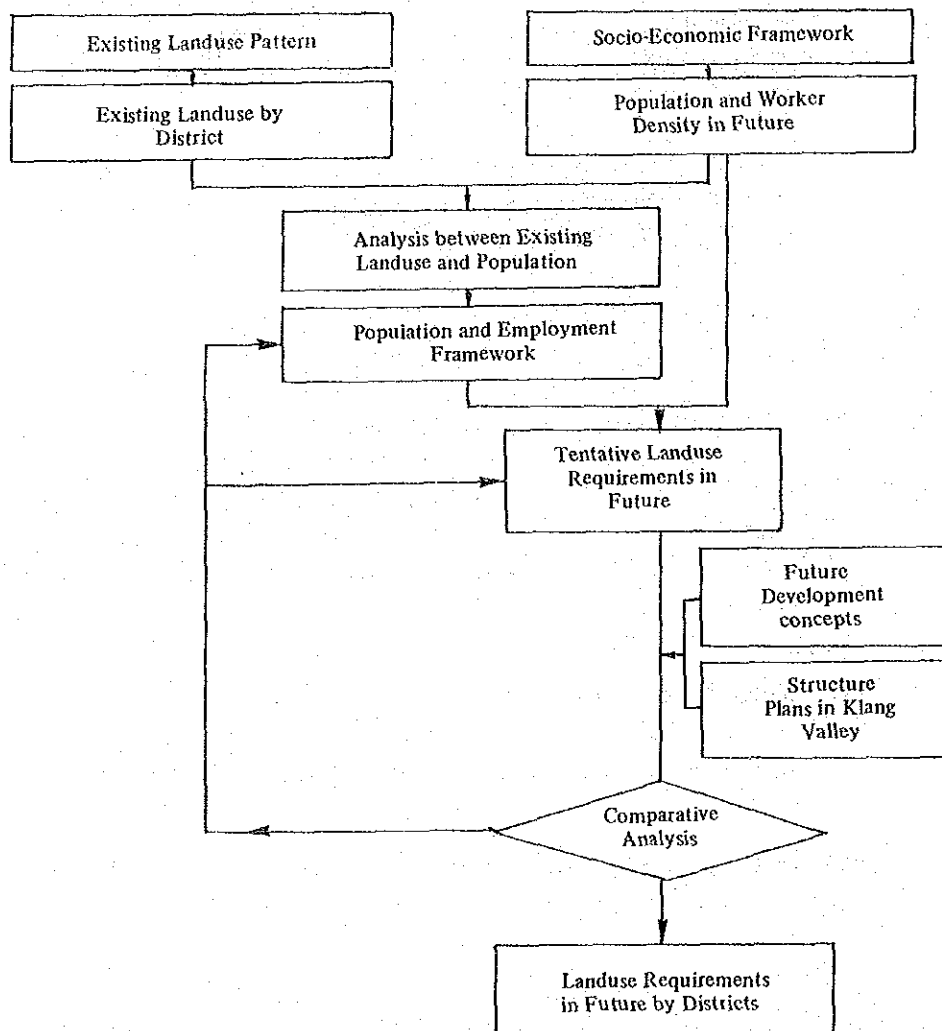 Existing Landuse Pattern
Socio-Economic Framework
Existing Landuse by
District
Population and Worker
Density in Future
Analysis between Existing
Landuse and Population
Population and Employment
Framework
Tentative Landuse
Requirements in
Future
Future
Development
concepts
Structure
Plans in Klang
Valley
Comparative
Analysis
Landuse Requirements
in Future by Districts